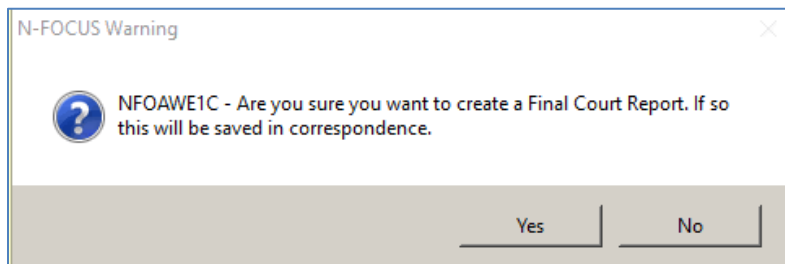 N-FOCUS Warning
NFOAWE1C - Are you sure you want to create a Final Court Report. If so
this will be saved in correspondence.
Yes No